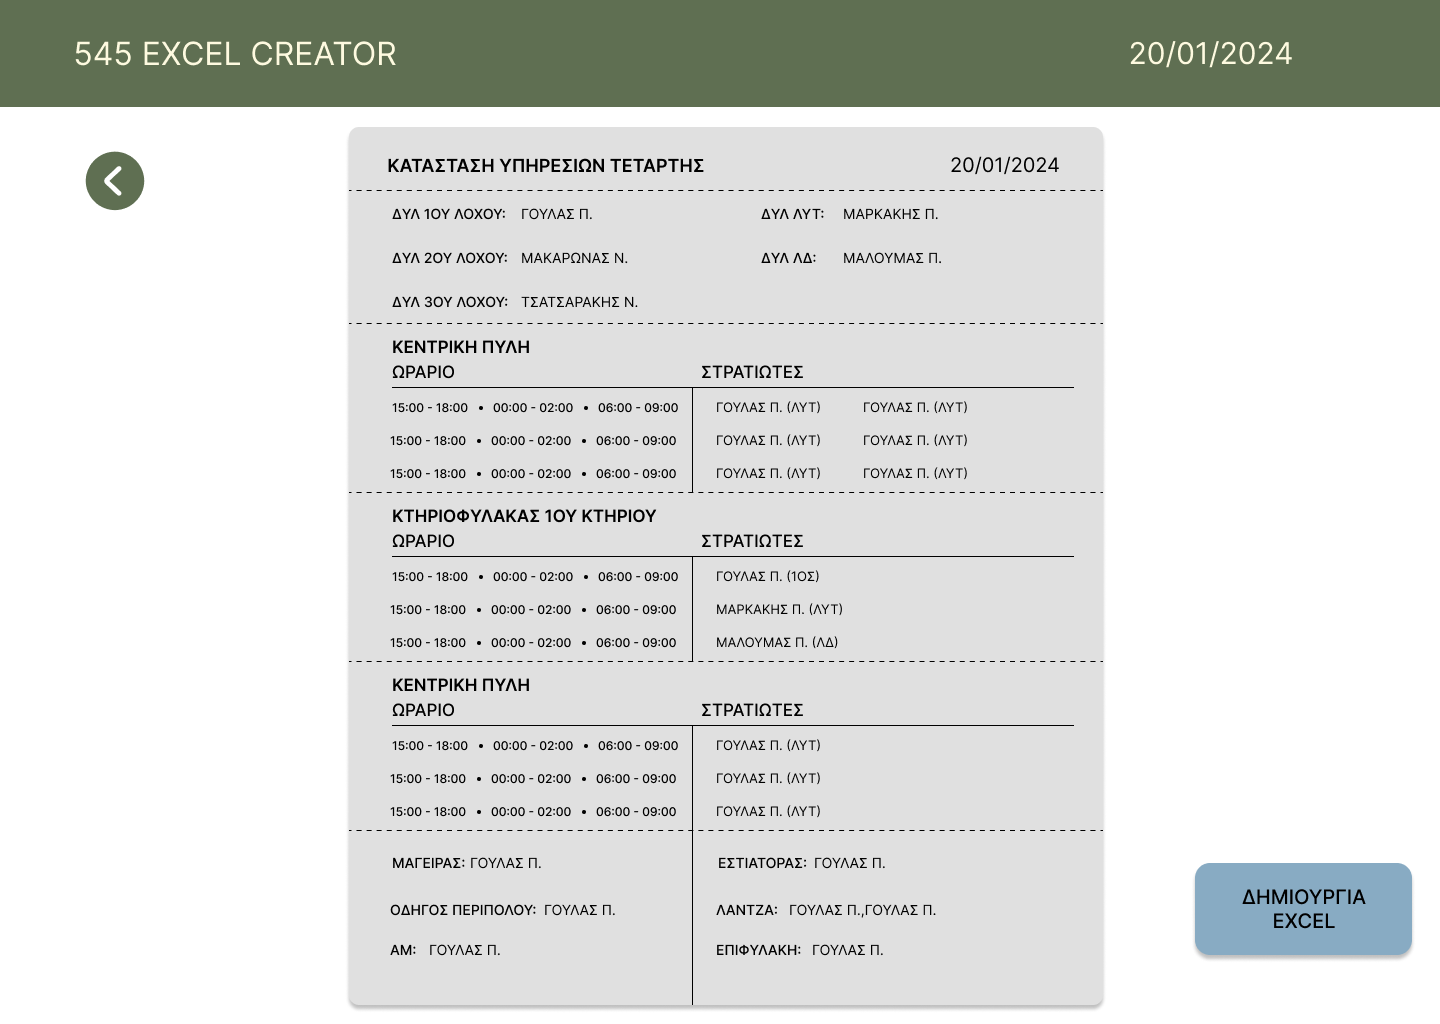 545 EXCEL CREATOR 20/01/2024
ΚΑΤΑΣΤΑΣΗ ΥΠΗΡΕΣΙΩΝ ΤΕΤΑΡΤΗΣ 20/01/2024
ΔΥΛ 1ΟΥ ΛΟΧΟΥ: ΓΟΥΛΑΣ Π. ΔΥΛ ΛΥΤ: ΜΑΡΚΑΚΗΣ Π.
ΔΥΛ 2ΟΥ ΛΟΧΟΥ: ΜΑΚΑΡΩΝΑΣ Ν. ΔΥΛ ΛΔ: ΜΑΛΟΥΜΑΣ Π.
ΔΥΛ 3ΟΥ ΛΟΧΟΥ: ΤΣΑΤΣΑΡΑΚΗΣ Ν.
ΚΕΝΤΡΙΚΗ ΠΥΛΗ
ΩΡΑΡΙΟ ΣΤΡΑΤΙΩΤΕΣ
15:00 - 18:00 • 00:00 - 02:00 • 06:00 - 09:00 ΓΟΥΛΑΣ Π. (ΛΥΤ) ΓΟΥΛΑΣ Π. (ΛΥΤ)
15:00 - 18:00 • 00:00 - 02:00 • 06:00 - 09:00 ΓΟΥΛΑΣ Π. (ΛΥΤ) ΓΟΥΛΑΣ Π. (ΛΥΤ)
15:00 - 18:00 • 00:00 - 02:00 • 06:00 - 09:00 ΓΟΥΛΑΣ Π. (ΛΥΤ) ΓΟΥΛΑΣ Π. (ΛΥΤ)
ΚΤΗΡΙΟΦΥΛΑΚΑΣ 1ΟΥ ΚΤΗΡΙΟΥ
ΩΡΑΡΙΟ ΣΤΡΑΤΙΩΤΕΣ
15:00 - 18:00 • 00:00 - 02:00 • 06:00 - 09:00 ΓΟΥΛΑΣ Π. (1ΟΣ)
15:00 - 18:00 • 00:00 - 02:00 • 06:00 - 09:00 ΜΑΡΚΑΚΗΣ Π. (ΛΥΤ)
15:00 - 18:00 • 00:00 - 02:00 • 06:00 - 09:00 ΜΑΛΟΥΜΑΣ Π. (ΛΔ)
ΚΕΝΤΡΙΚΗ ΠΥΛΗ
ΩΡΑΡΙΟ ΣΤΡΑΤΙΩΤΕΣ
15:00 - 18:00 • 00:00 - 02:00 • 06:00 - 09:00 ΓΟΥΛΑΣ Π. (ΛΥΤ)
15:00 - 18:00 • 00:00 - 02:00 • 06:00 - 09:00 ΓΟΥΛΑΣ Π. (ΛΥΤ)
15:00 - 18:00 • 00:00 - 02:00 • 06:00 - 09:00 ΓΟΥΛΑΣ Π. (ΛΥΤ)
ΜΑΓΕΙΡΑΣ: ΓΟΥΛΑΣ Π. ΕΣΤΙΑΤΟΡΑΣ: ΓΟΥΛΑΣ Π.
ΟΔΗΓΟΣ ΠΕΡΙΠΟΛΟΥ: ΓΟΥΛΑΣ Π. ΛΑΝΤΖΑ: ΓΟΥΛΑΣ Π.,ΓΟΥΛΑΣ Π.
ΑΜ: ΓΟΥΛΑΣ Π. ΕΠΙΦΥΛΑΚΗ: ΓΟΥΛΑΣ Π.
ΔΗΜΙΟΥΡΓΙΑ
EXCEL